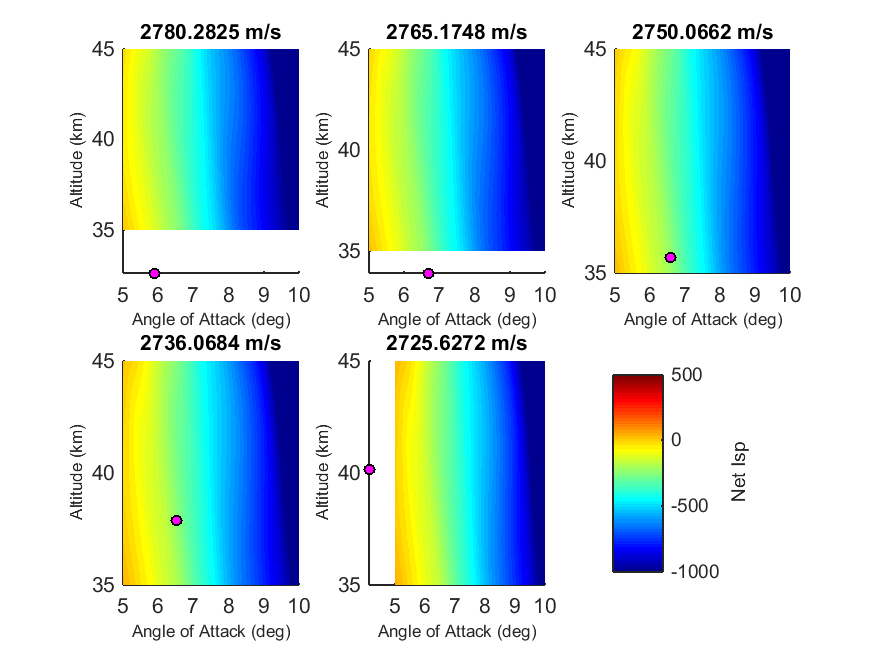 2780.2825 m/s
45
40
35
Altitude (km)
5 6 7 8 9 10
Angle of Attack (deg)
2765.1748 m/s
45
40
35
Altitude (km)
5 6 7 8 9 10
Angle of Attack (deg)
2750.0662 m/s
45
40
35
Altitude (km)
5 6 7 8 9 10
Angle of Attack (deg)
2736.0684 m/s
45
40
35
Altitude (km)
5 6 7 8 9 10
Angle of Attack (deg)
2725.6272 m/s
45
40
35
Altitude (km)
5 6 7 8 9 10
Angle of Attack (deg)
500
0
-500
-1000
Net Isp